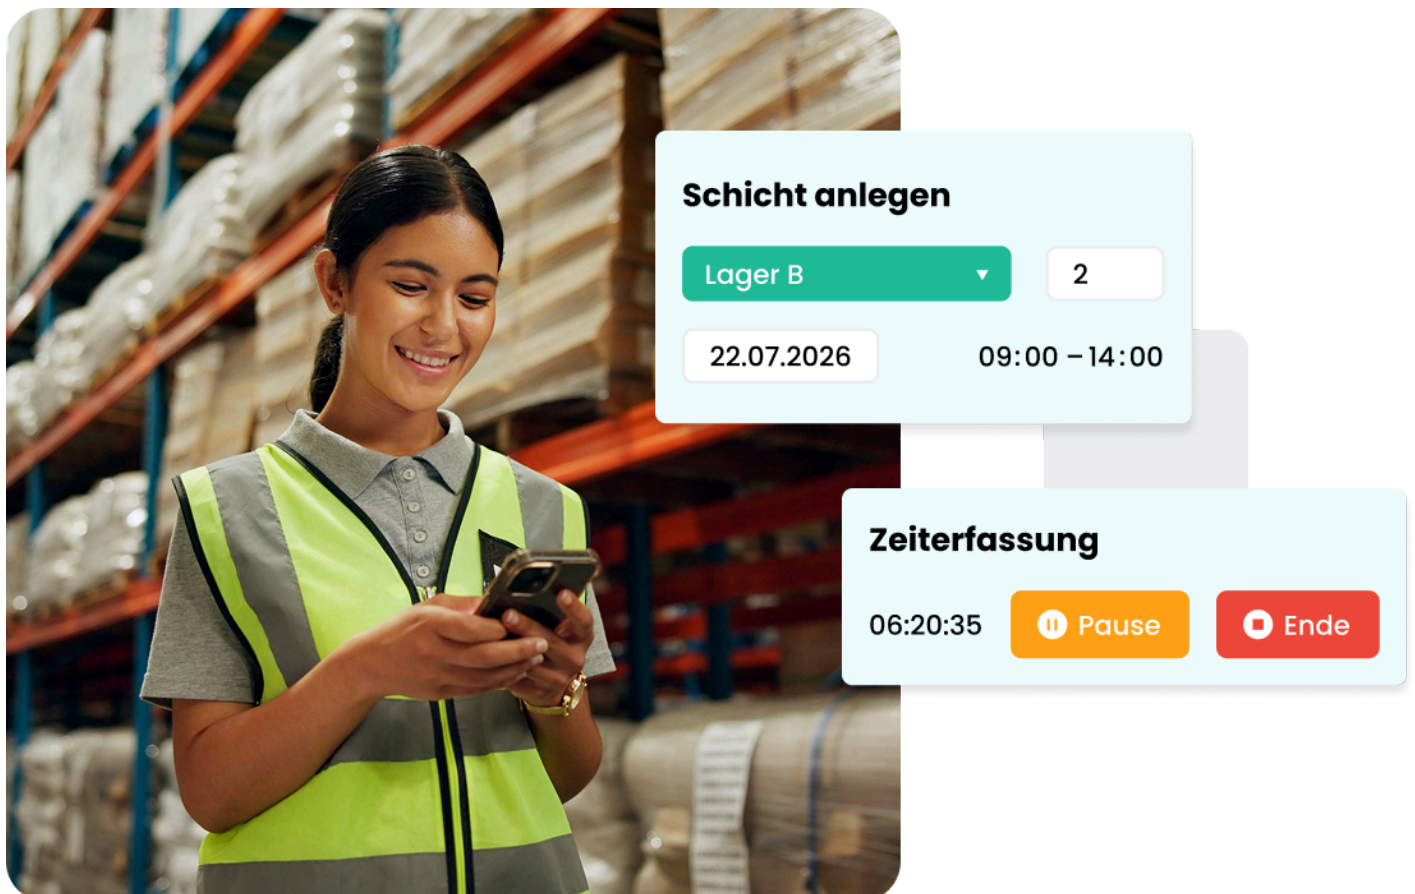 Schicht anlegen
Lager B
2
22.07.2026
09:00 – 14:00
Zeiterfassung
06:20:35
Pause
Ende